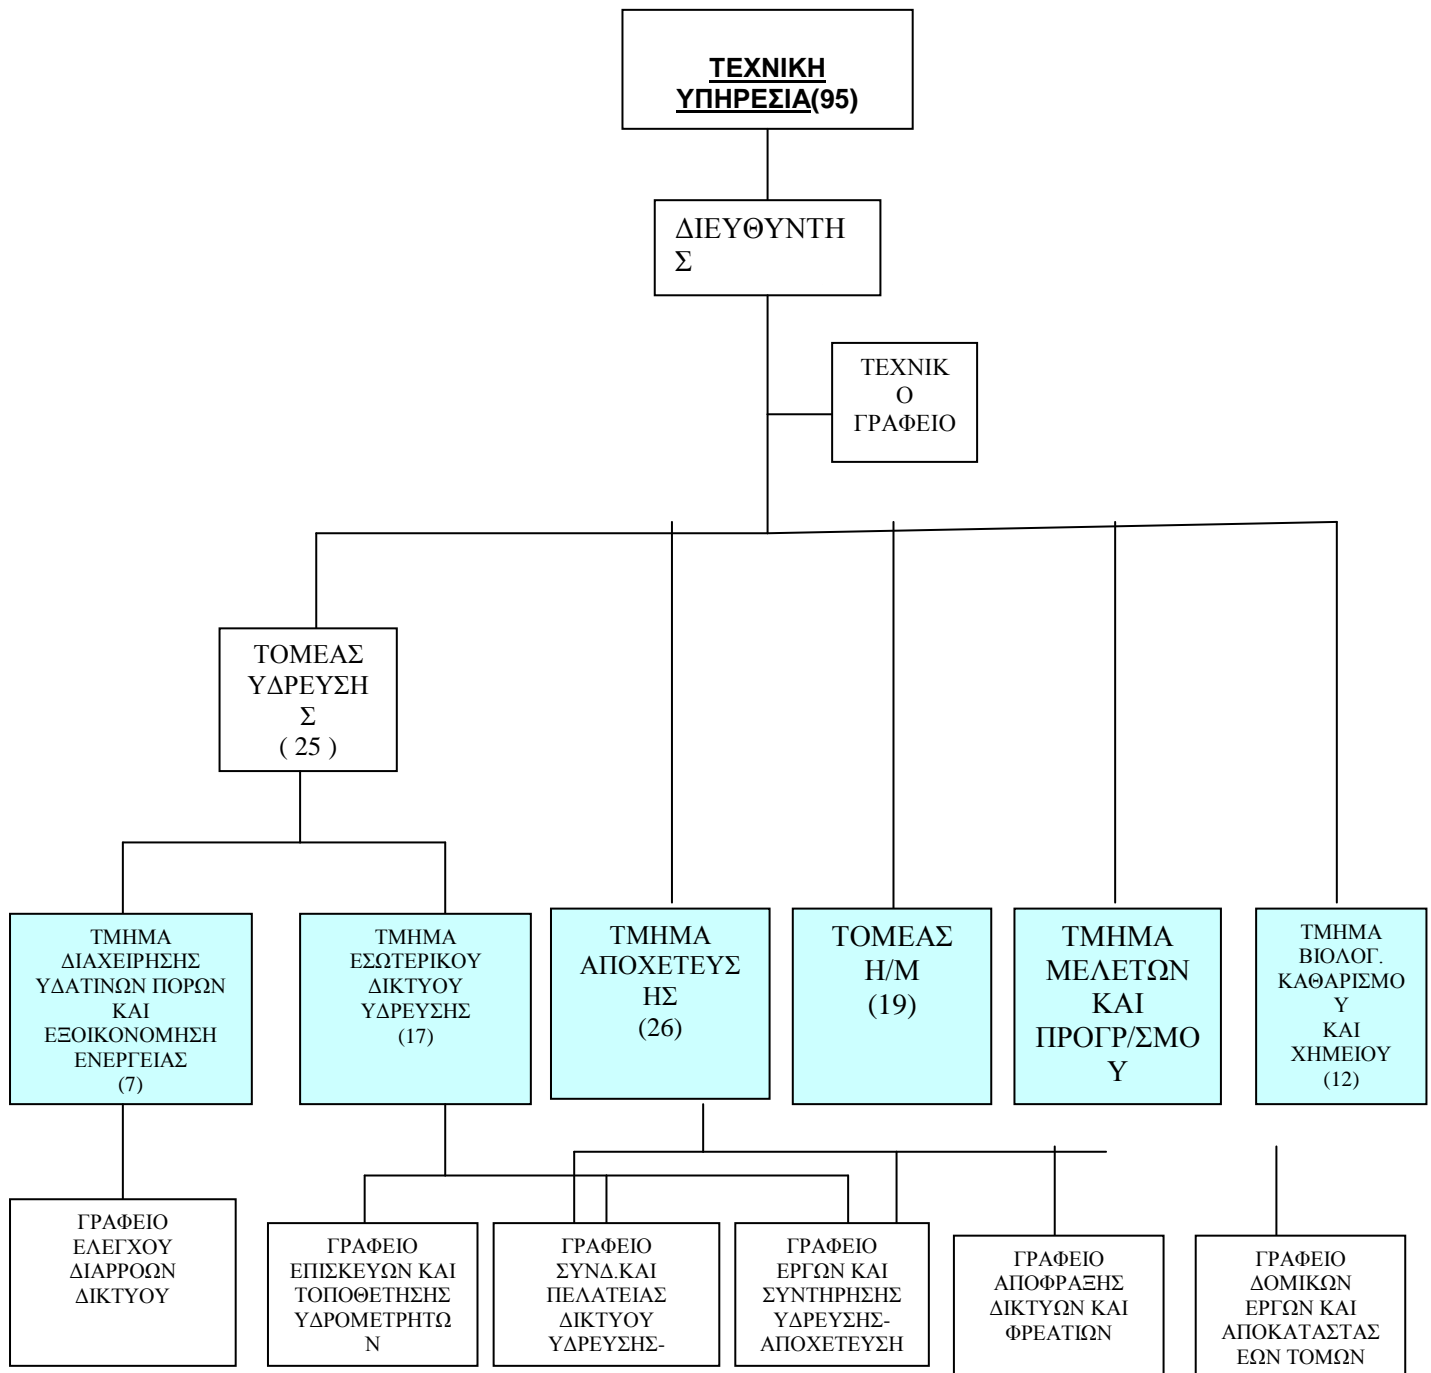 ΤΕΧΝΙΚΗ
ΥΠΗΡΕΣΙΑ(95)
ΔΙΕΥΘΥΝΤΗ
Σ
ΤΕΧΝΙΚ
Ο
ΓΡΑΦΕΙΟ
ΤΟΜΕΑΣ
ΥΔΡΕΥΣΗ
Σ
( 25 )
ΤΜΗΜΑ
ΔΙΑΧΕΙΡΗΣΗΣ
ΥΔΑΤΙΝΩΝ ΠΟΡΩΝ
ΚΑΙ
ΕΞΟΙΚΟΝΟΜΗΣΗ
ΕΝΕΡΓΕΙΑΣ
(7)
ΤΜΗΜΑ
ΕΣΩΤΕΡΙΚΟΥ
ΔΙΚΤΥΟΥ
ΥΔΡΕΥΣΗΣ
(17)
ΤΜΗΜΑ
ΑΠΟΧΕΤΕΥΣ
ΗΣ
(26)
ΤΟΜΕΑΣ
Η/Μ
(19)
ΤΜΗΜΑ
ΜΕΛΕΤΩΝ
ΚΑΙ
ΠΡΟΓΡ/ΣΜΟ
Υ
ΤΜΗΜΑ
ΒΙΟΛΟΓ.
ΚΑΘΑΡΙΣΜΟ
Υ
ΚΑΙ
ΧΗΜΕΙΟΥ
(12)
ΓΡΑΦΕΙΟ
ΕΛΕΓΧΟΥ
ΔΙΑΡΡΟΩΝ
ΔΙΚΤΥΟΥ
ΓΡΑΦΕΙΟ
ΕΠΙΣΚΕΥΩΝ ΚΑΙ
ΤΟΠΟΘΕΤΗΣΗΣ
ΥΔΡΟΜΕΤΡΗΤΩ
Ν
ΓΡΑΦΕΙΟ
ΣΥΝΔ.ΚΑΙ
ΠΕΛΑΤΕΙΑΣ
ΔΙΚΤΥΟΥ
ΥΔΡΕΥΣΗΣ-
ΓΡΑΦΕΙΟ
ΕΡΓΩΝ ΚΑΙ
ΣΥΝΤΗΡΗΣΗΣ
ΥΔΡΕΥΣΗΣ-
ΑΠΟΧΕΤΕΥΣΗ
ΓΡΑΦΕΙΟ
ΑΠΟΦΡΑΞΗΣ
ΔΙΚΤΥΩΝ ΚΑΙ
ΦΡΕΑΤΙΩΝ
ΓΡΑΦΕΙΟ
ΔΟΜΙΚΩΝ
ΕΡΓΩΝ ΚΑΙ
ΑΠΟΚΑΤΑΣΤΑΣ
ΕΩΝ ΤΟΜΩΝ